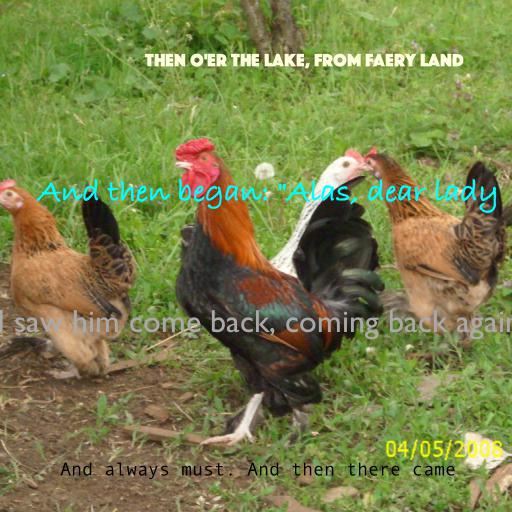 THEN O'ER THE LAKE, FROM FAERY LAND
And then began: "Alas, dear lady
I saw him come back, coming back again
04/05/2008
And always must. And then there came